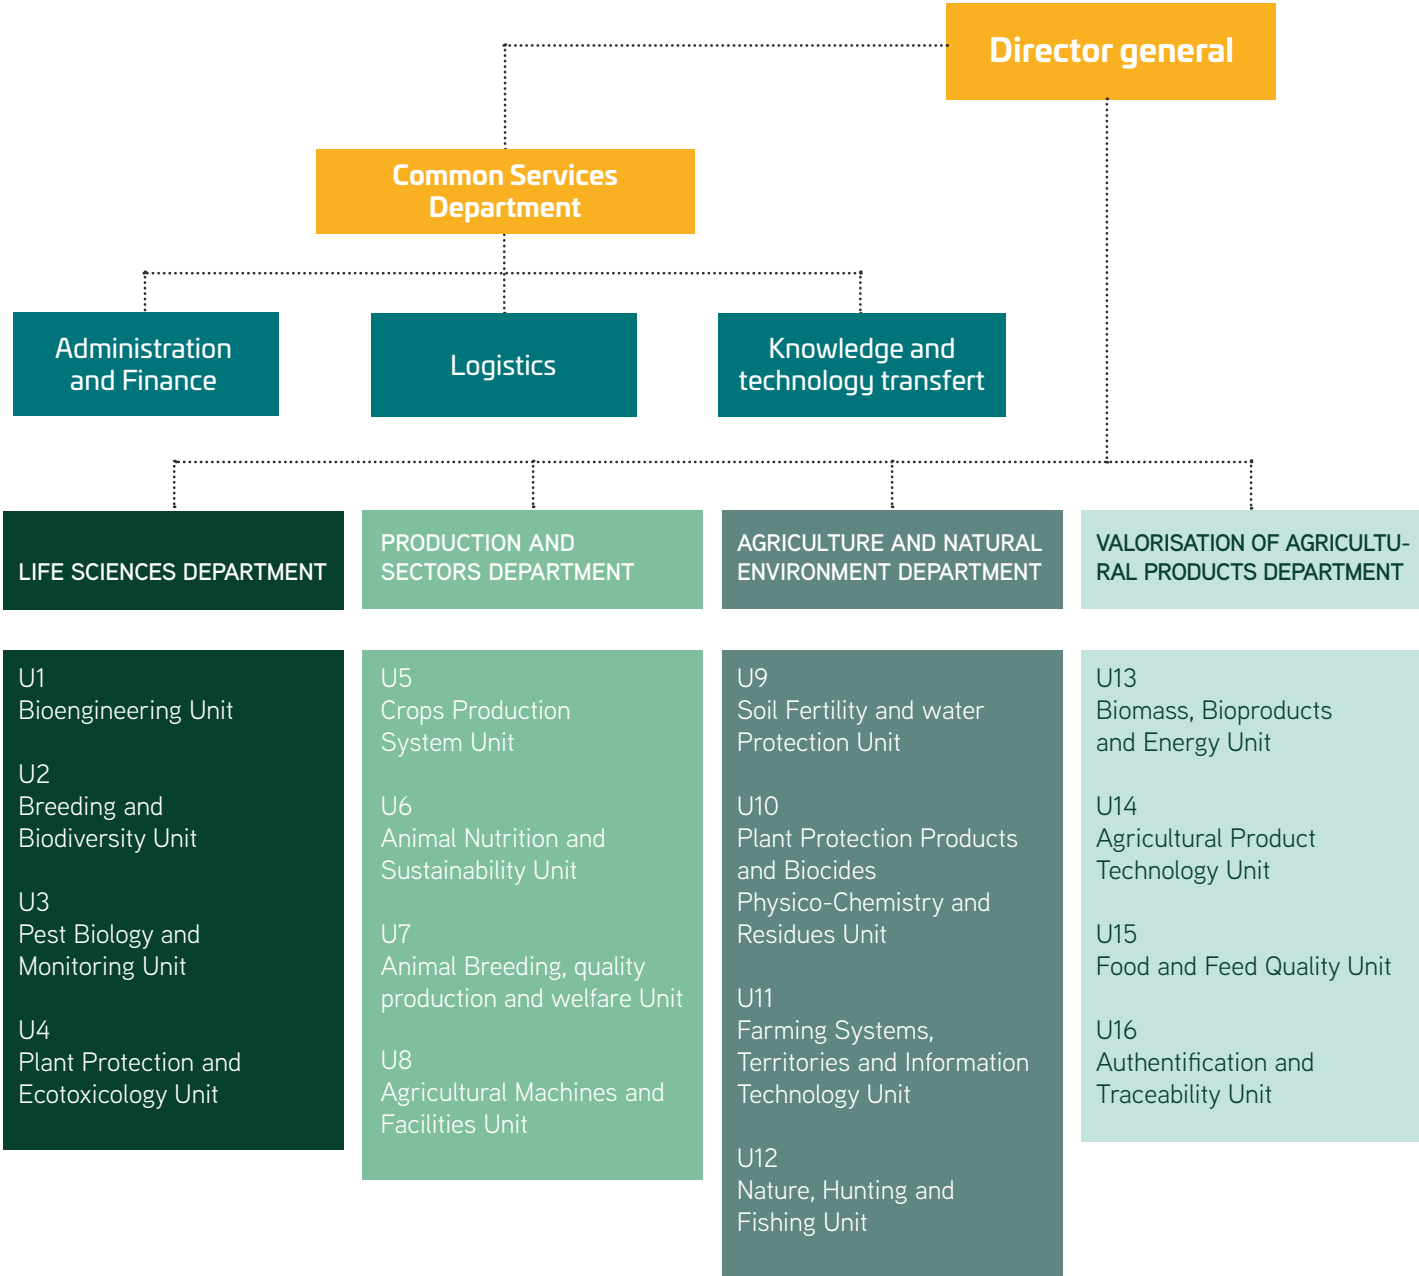 Director general
Common Services
Department
Administration
and Finance
Logistics
Knowledge and
technology transfert
LIFE SCIENCES DEPARTMENT
PRODUCTION AND
SECTORS DEPARTMENT
AGRICULTURE AND NATURAL
ENVIRONMENT DEPARTMENT
VALORISATION OF AGRICULTU-
RAL PRODUCTS DEPARTMENT
U1
Bioengineering Unit
U2
Breeding and
Biodiversity Unit
U3
Pest Biology and
Monitoring Unit
U4
Plant Protection and
Ecotoxicology Unit
U5
Crops Production
System Unit
U6
Animal Nutrition and
Sustainability Unit
U7
Animal Breeding, quality
production and welfare Unit
U8
Agricultural Machines and
Facilities Unit
U9
Soil Fertility and water
Protection Unit
U10
Plant Protection Products
and Biocides
Physico-Chemistry and
Residues Unit
U11
Farming Systems,
Territories and Information
Technology Unit
U12
Nature, Hunting and
Fishing Unit
U13
Biomass, Bioproducts
and Energy Unit
U14
Agricultural Product
Technology Unit
U15
Food and Feed Quality Unit
U16
Authentification and
Traceability Unit